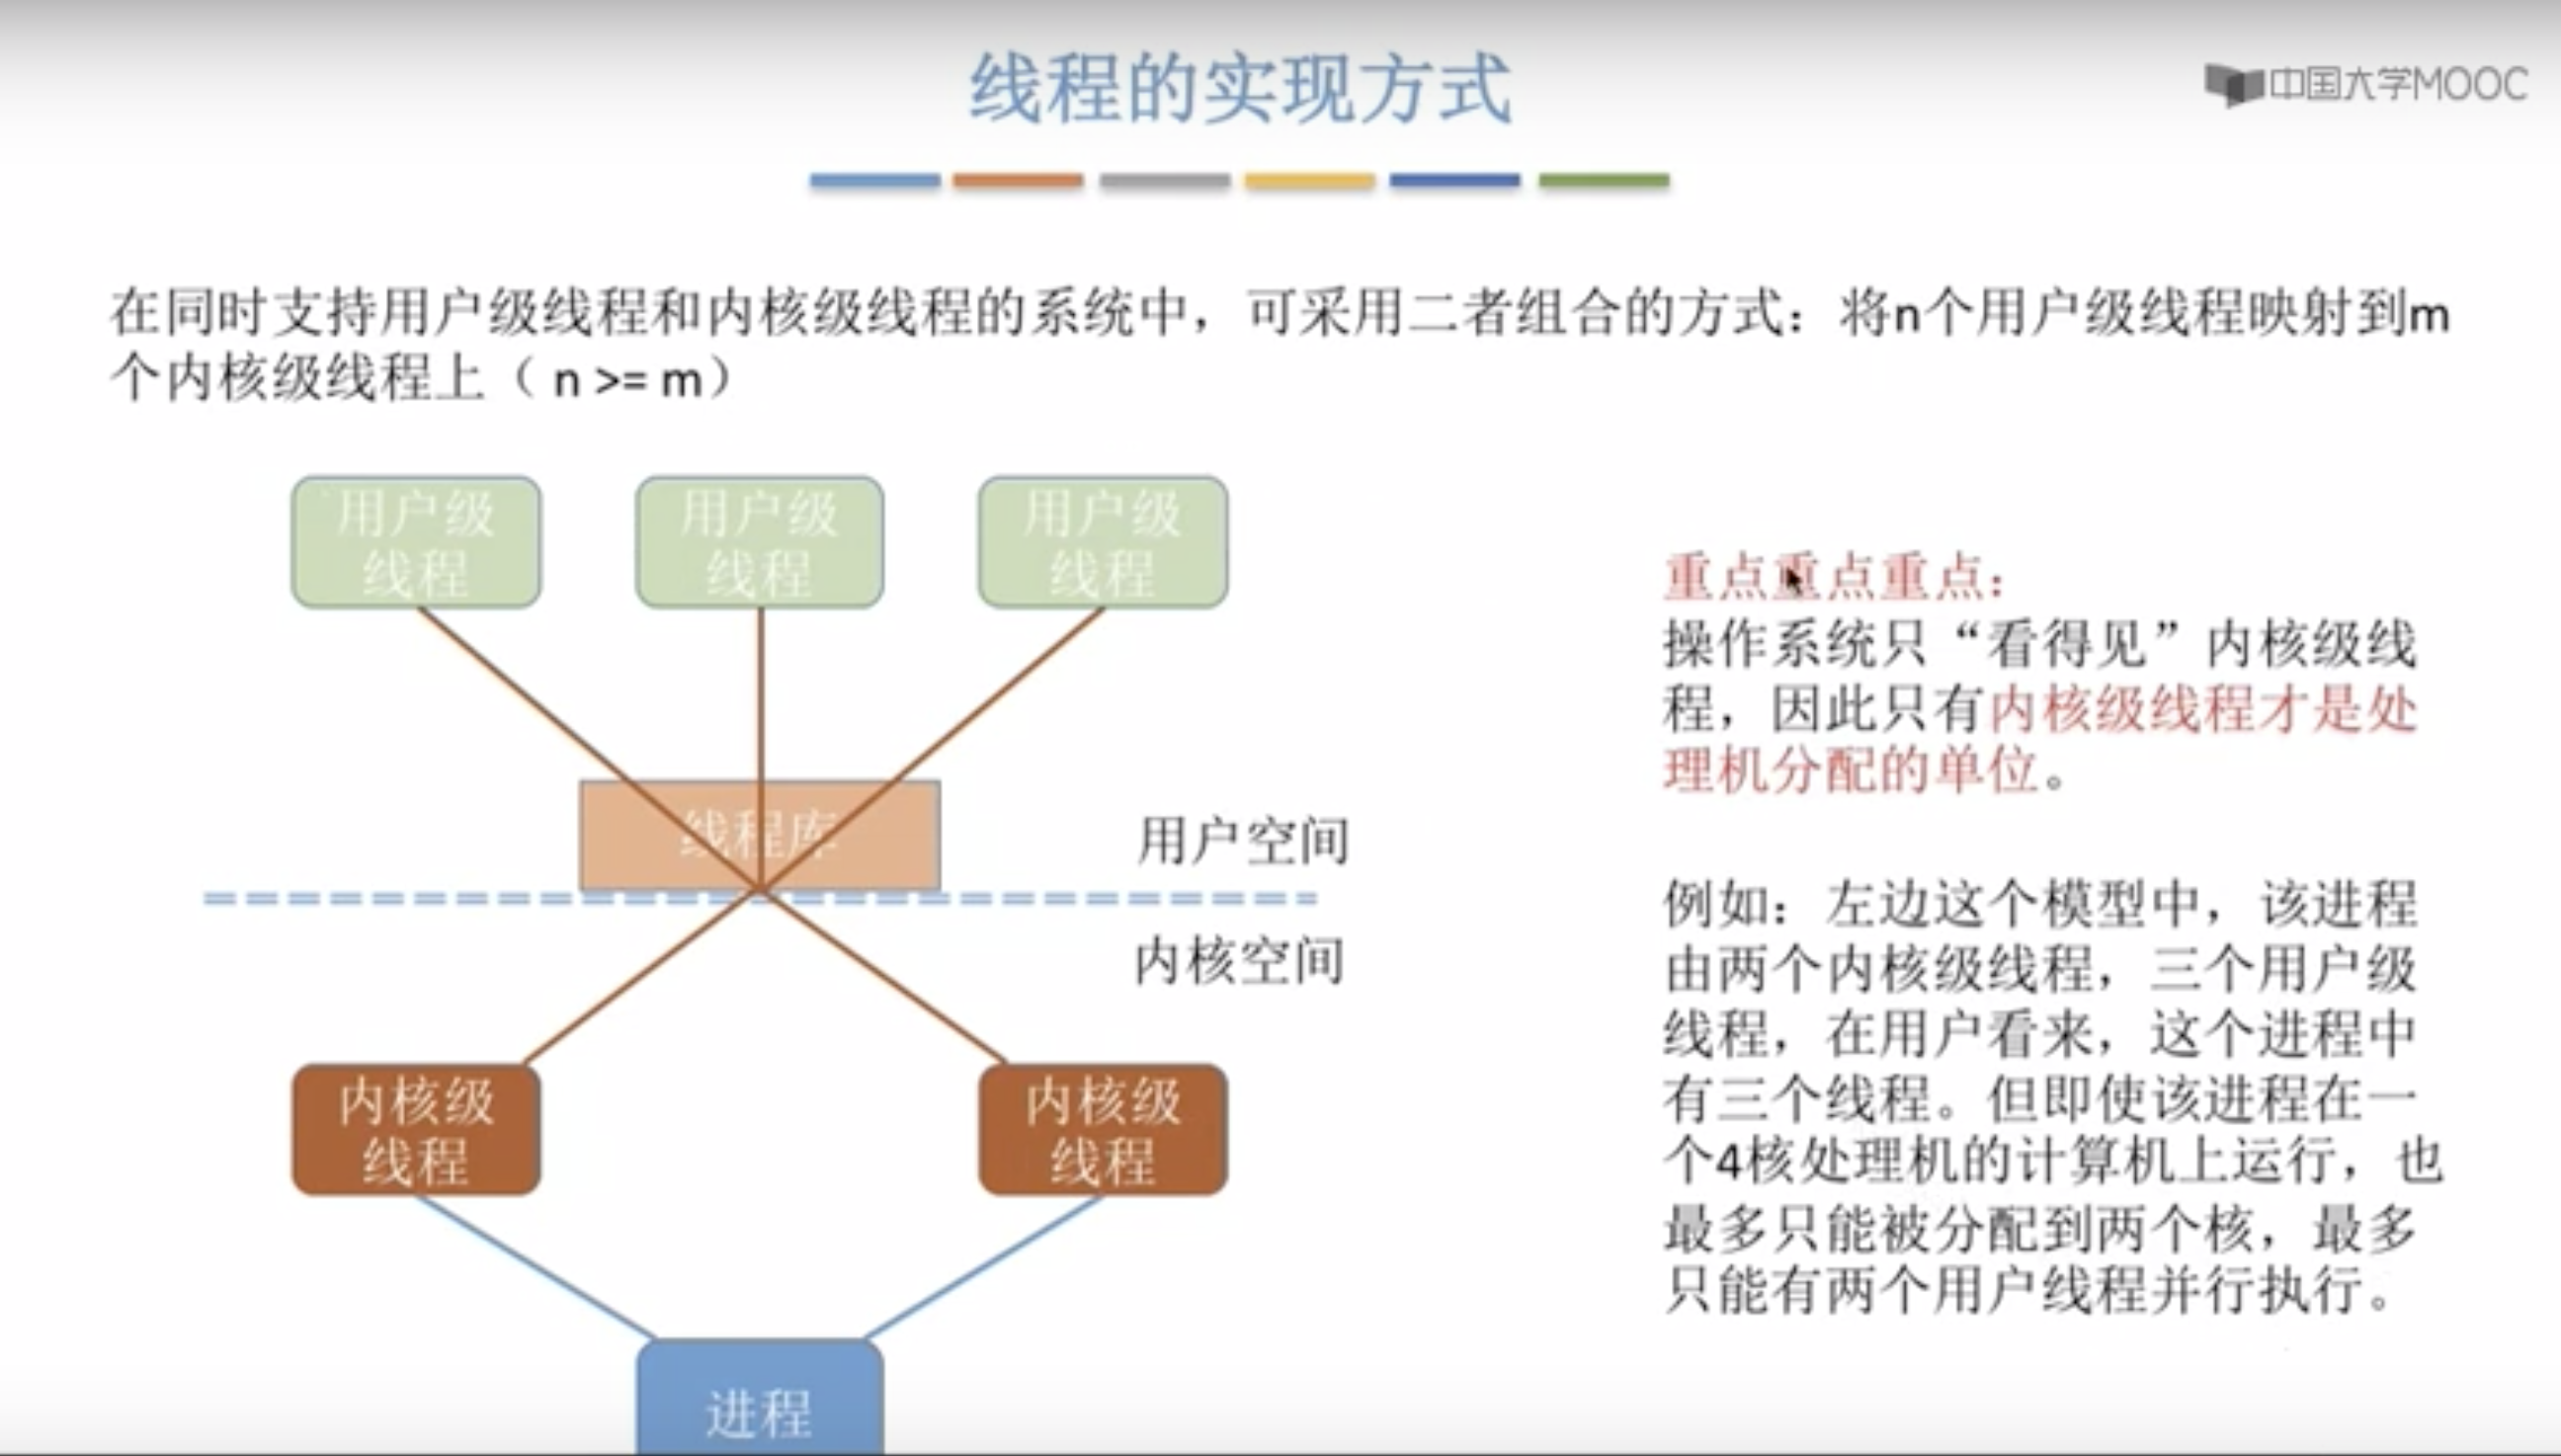 线程的实现方式
中国大学MOOC
在同时支持用户级线程和内核级线程的系统中，可采用二者组合的方式：将n个用户级线程映射到m
个内核级线程上（ n >= m）
用户级
线程
用户级
线程
用户级
线程
重点重点重点：
操作系统只“看得见”内核级线
程，因此只有内核级线程才是处
理机分配的单位。
线程库
用户空间
内核空间
例如：左边这个模型中，该进程
由两个内核级线程，三个用户级
线程，在用户看来，这个进程中
有三个线程。但即使该进程在一
个4核处理机的计算机上运行，也
最多只能被分配到两个核，最多
只能有两个用户线程并行执行。
内核级
线程
内核级
线程
进程